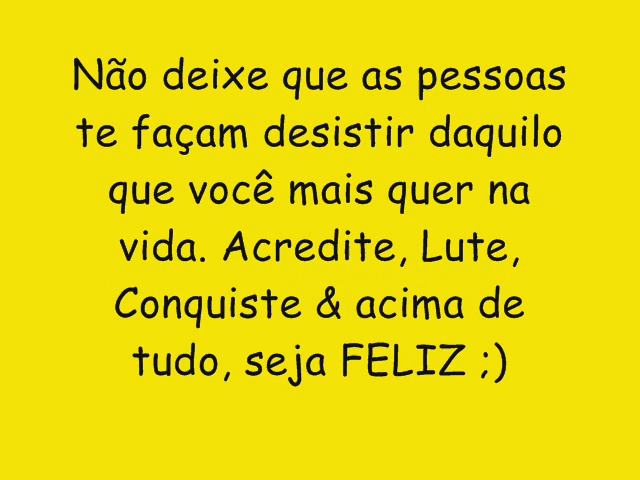 Não deixe que as pessoas
te façam desistir daquilo
que você mais quer na
vida. Acredite, Lute,
Conquiste & acima de
tudo, seja FELIZ ;)